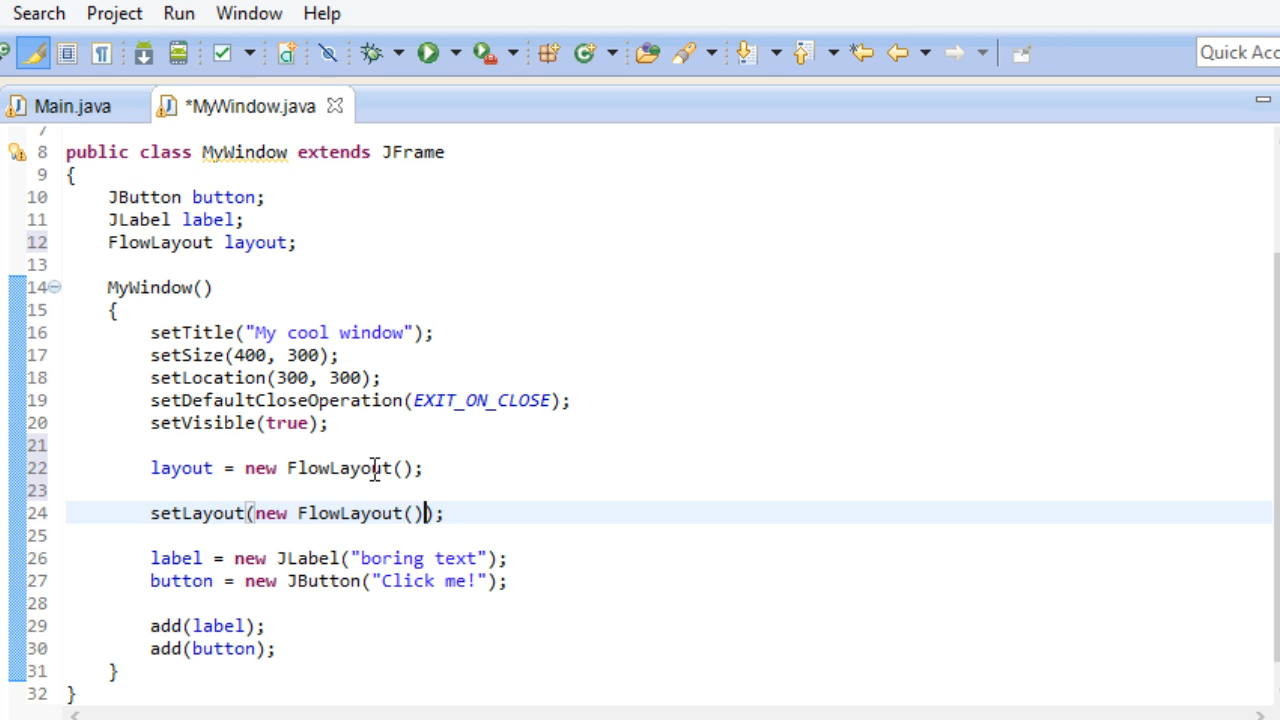 Search Project Run Window Help
Quick Acc
Main.java *MyWindow.java
7
8 public class MyWindow extends JFrame
9 {
10 JButton button;
11 JLabel label;
12 FlowLayout layout;
13
14 MyWindow()
15 {
16 setTitle("My cool window");
17 setSize(400, 300);
18 setLocation(300, 300);
19 setDefaultCloseOperation(EXIT_ON_CLOSE);
20 setVisible(true);
21
22 layout = new FlowLayout();
23
24 setLayout(new FlowLayout());
25
26 label = new JLabel("boring text");
27 button = new JButton("Click me!");
28
29 add(label);
30 add(button);
31 }
32 }